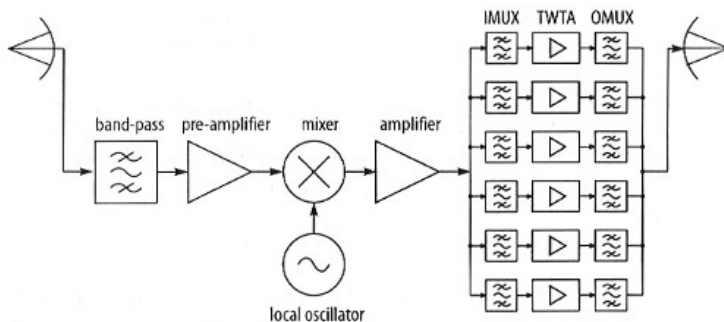 IMUX TWTA OMUX
band-pass pre-amplifier mixer amplifier
local oscillator